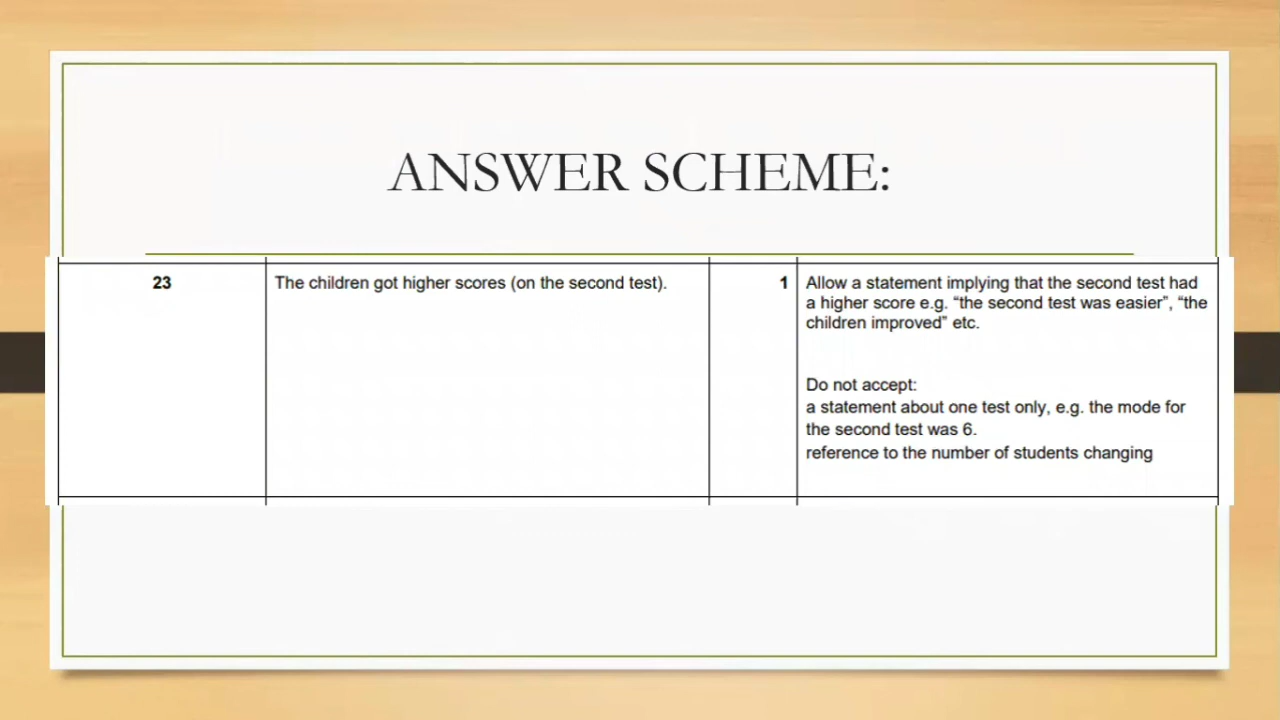 ANSWER SCHEME:
23
The children got higher scores (on the second test).
1
Allow a statement implying that the second test had
a higher score e.g. “the second test was easier”, “the
children improved” etc.
Do not accept:
a statement about one test only, e.g. the mode for
the second test was 6.
reference to the number of students changing